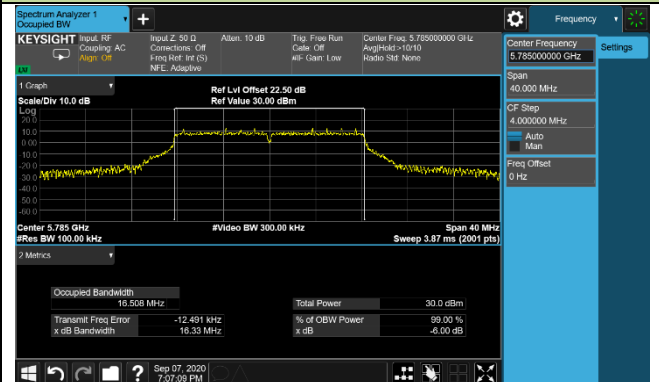 Spectrum Analyzer 1
Occupied BW
Frequency
KEYSIGHT
Input: RF
Coupling: AC
Align: Off
Input Z: 50 Ω
Corrections: Off
Freq Ref: Int (S)
NFE: Adaptive
Atten: 10 dB
Trig: Free Run
Gate: Off
#IF Gain: Low
Center Freq: 5.785000000 GHz
Avg|Hold:>10/10
Radio Std: None
Center Frequency
5.785000000 GHz
Settings
Span
40.000 MHz
CF Step
4.000000 MHz
Auto
Man
Freq Offset
0 Hz
1 Graph
Scale/Div 10.0 dB
Ref Lvl Offset 22.50 dB
Ref Value 30.00 dBm
Log
20.0
10.0
0.00
-10.0
-20.0
-30.0
-40.0
-50.0
-60.0
Center 5.785 GHz
#Res BW 100.00 kHz
#Video BW 300.00 kHz
Span 40 MHz
Sweep 3.87 ms (2001 pts)
2 Metrics
Occupied Bandwidth
16.508 MHz
Total Power 30.0 dBm
Transmit Freq Error -12.491 kHz
% of OBW Power 99.00 %
x dB Bandwidth 16.33 MHz
x dB -6.00 dB
Sep 07, 2020
7:07:09 PM